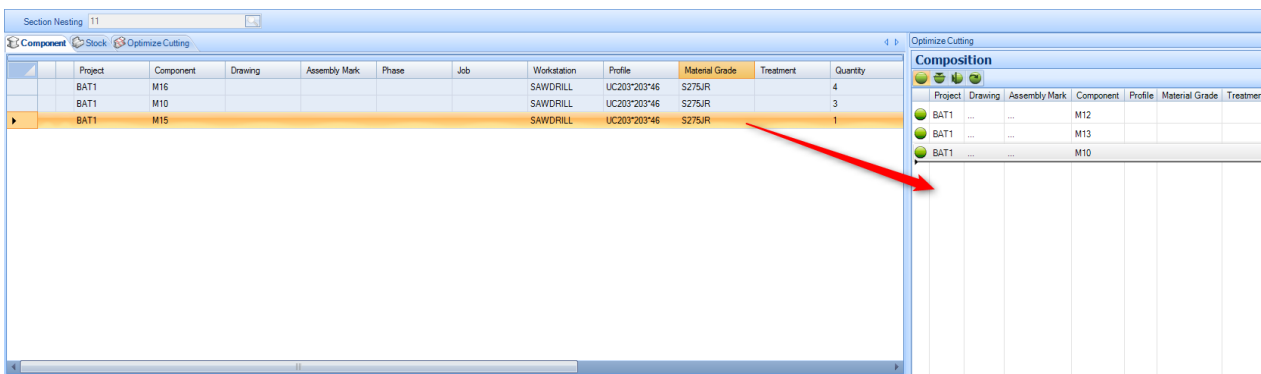 Section Nesting 11
Component Stock Optimize Cutting
Project Component Drawing Assembly Mark Phase Job Workstation Profile Material Grade Treatment Quantity
BAT1 M16 SAWDRILL UC203*203*46 S275JR 4
BAT1 M10 SAWDRILL UC203*203*46 S275JR 3
BAT1 M15 SAWDRILL UC203*203*46 S275JR 1
Optimize Cutting
Composition
Project Drawing Assembly Mark Component Profile Material Grade Treatmen
BAT1 ... ... M12
BAT1 ... ... M13
BAT1 ... ... M10